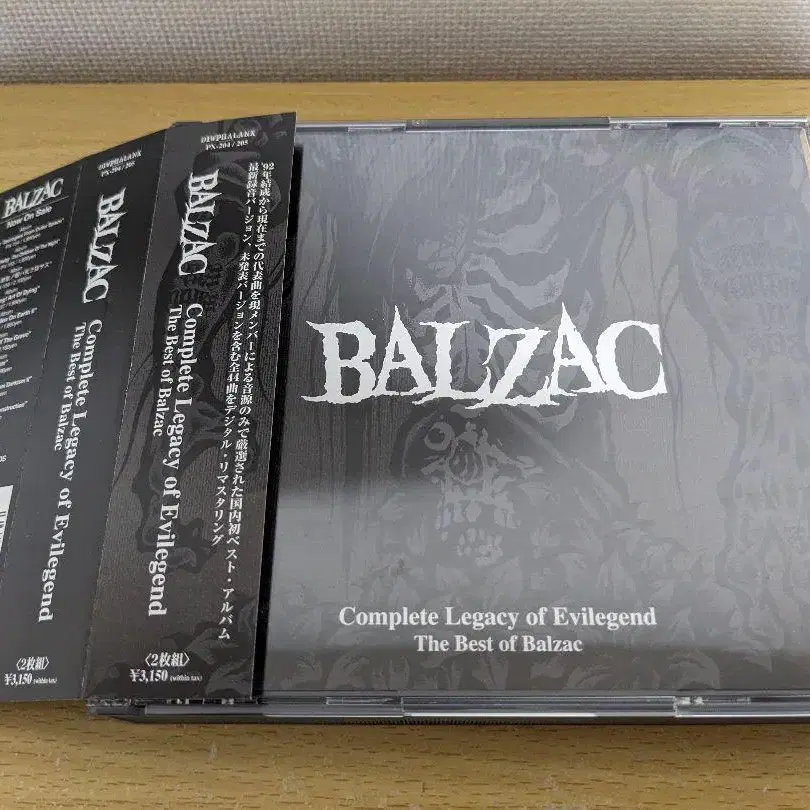 BALZAC
Now On Sale
DIWPHALANX
PX-204 / 205
BALZAC
Complete Legacy of Evilegend
The Best of Balzac
〈2枚組〉
¥3,150 (within tax)
DIWPHALANX
PX-204 / 205
BALZAC
Complete Legacy of Evilegend
The Best of Balzac
'92年結成から現在までの代表曲を現メンバーによる音源のみで厳選された国内初ベスト・アルバム
最新録音バージョン、未発表バージョンを含む全44曲をデジタル・リマスタリング
〈2枚組〉
¥3,150 (within tax)
BALZAC
Complete Legacy of Evilegend
The Best of Balzac